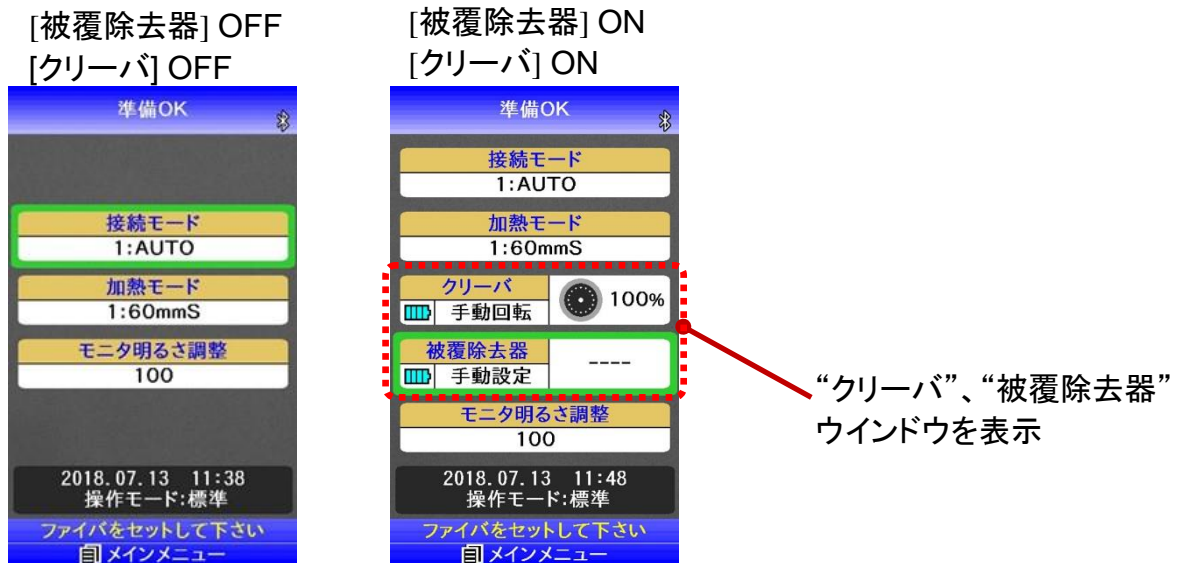 [被覆除去器] OFF
[クリーバ] OFF
準備OK
接続モード
1:AUTO
加熱モード
1:60mmS
モニタ明るさ調整
100
2018.07.13 11:38
操作モード:標準
ファイバをセットして下さい
メインメニュー
[被覆除去器] ON
[クリーバ] ON
準備OK
接続モード
1:AUTO
加熱モード
1:60mmS
クリーバ
手動回転
100%
被覆除去器
手動設定
----
モニタ明るさ調整
100
2018.07.13 11:48
操作モード:標準
ファイバをセットして下さい
メインメニュー
“クリーバ”、“被覆除去器”
ウインドウを表示